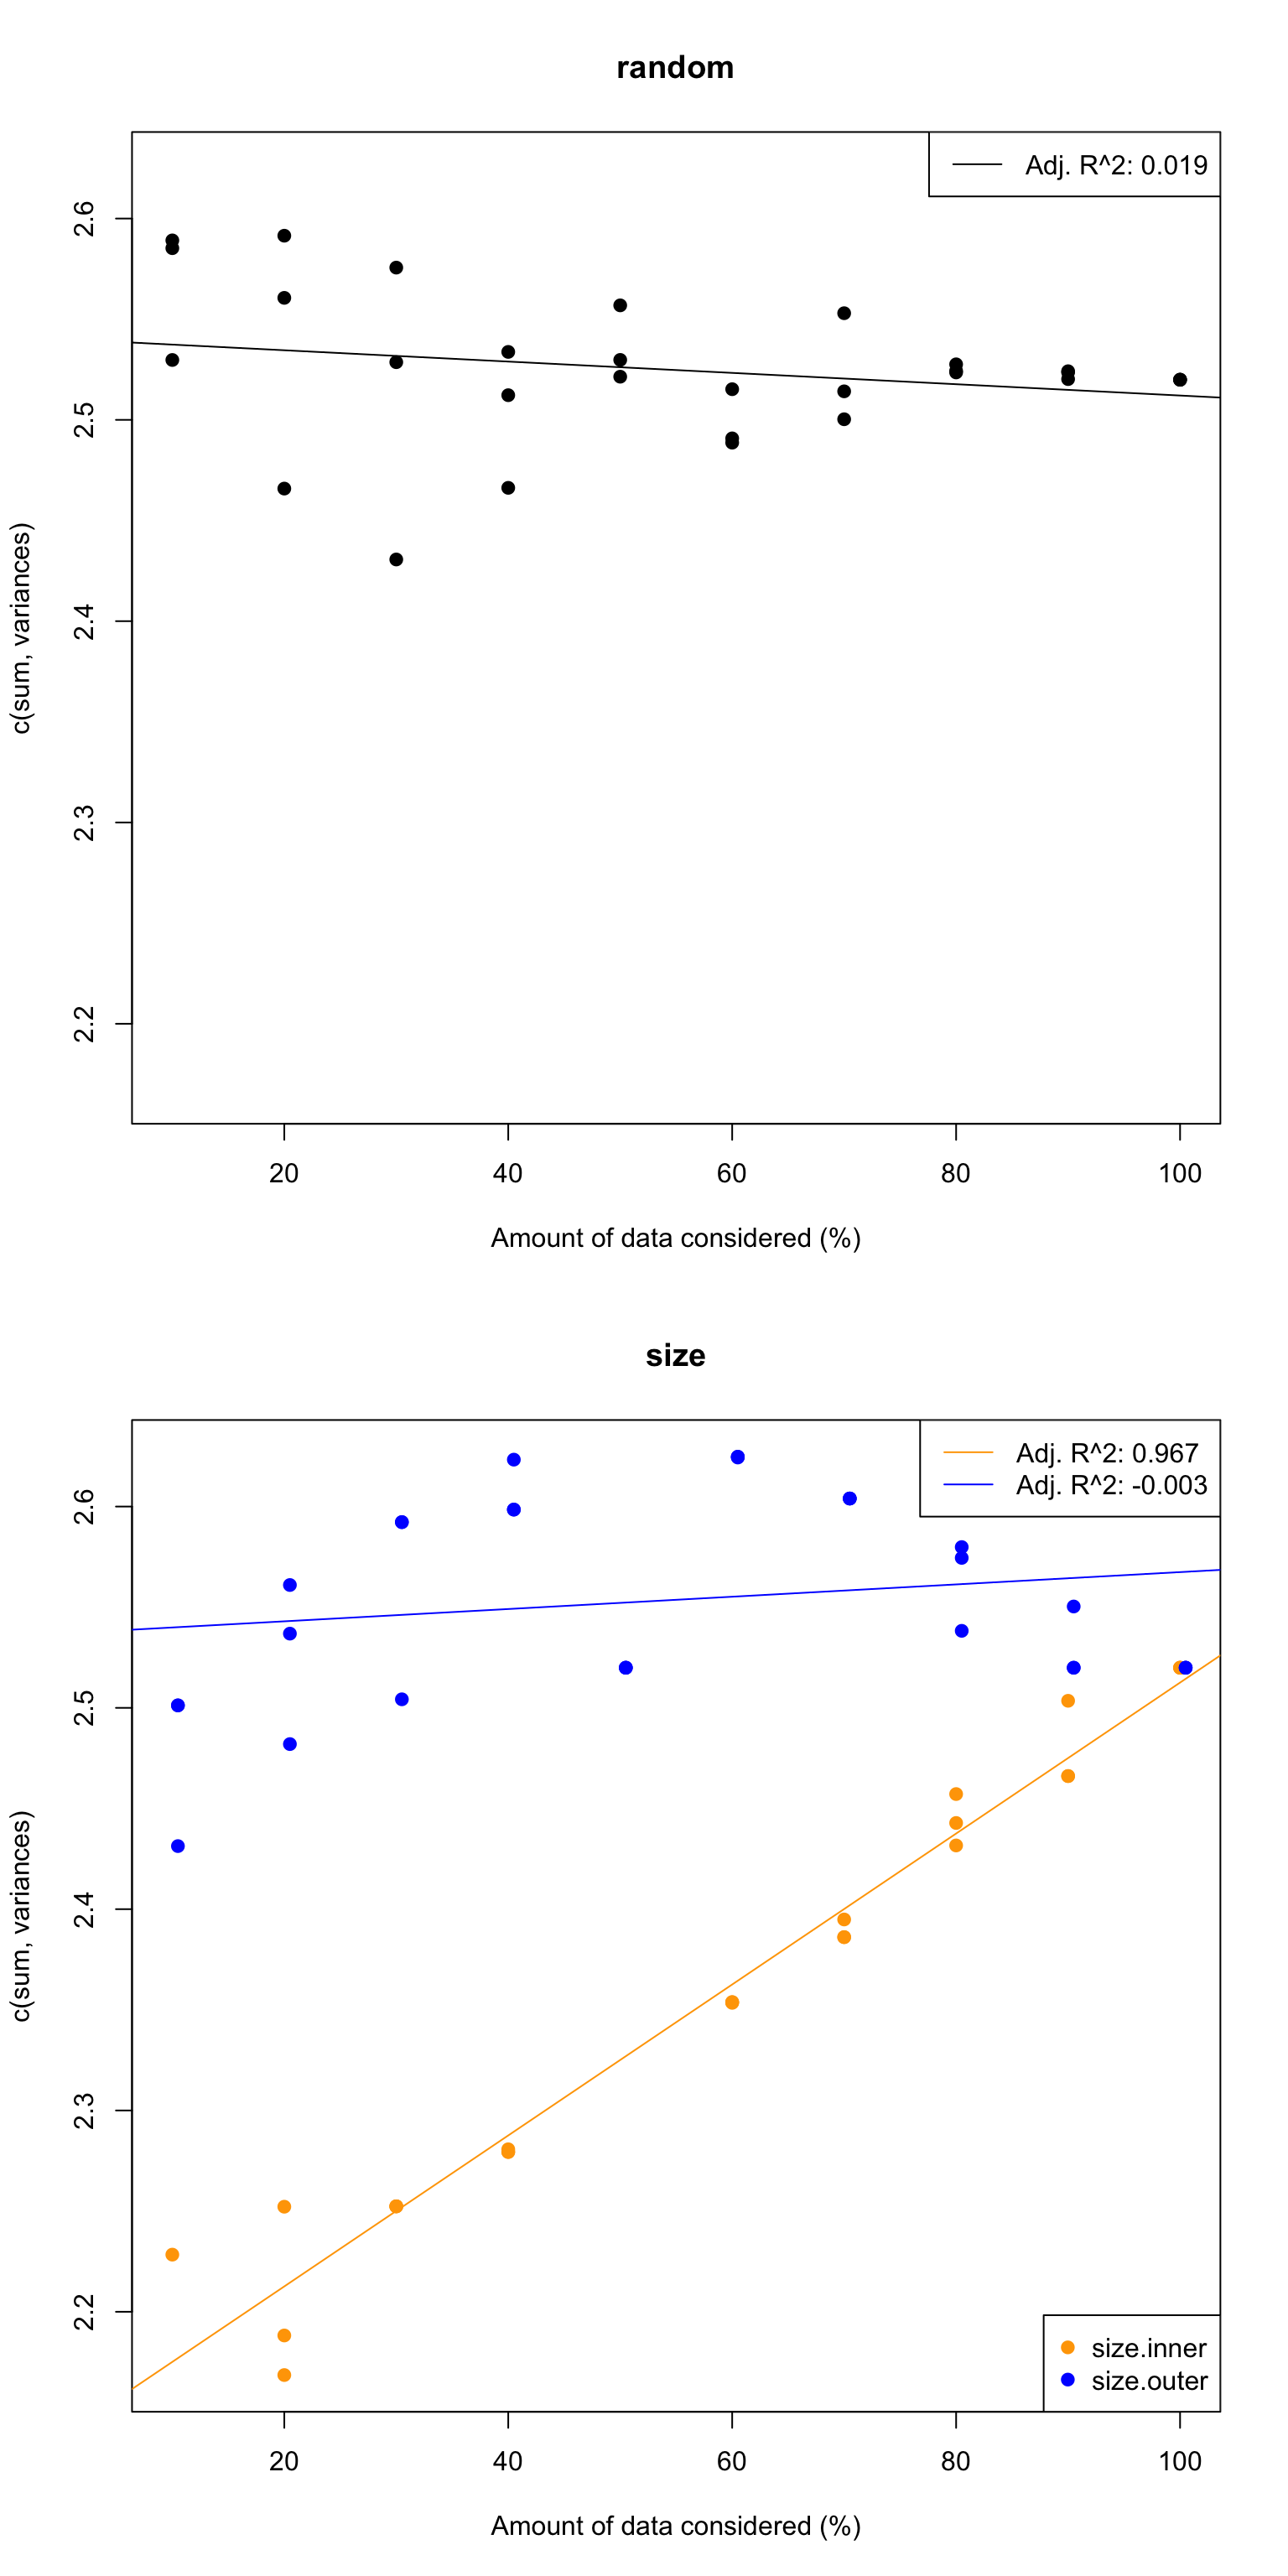 random
Adj. R^2: 0.019
2.6
2.5
2.4
2.3
2.2
c(sum, variances)
20 40 60 80 100
Amount of data considered (%)
size
Adj. R^2: 0.967
Adj. R^2: -0.003
2.6
2.5
2.4
2.3
2.2
c(sum, variances)
size.inner
size.outer
20 40 60 80 100
Amount of data considered (%)